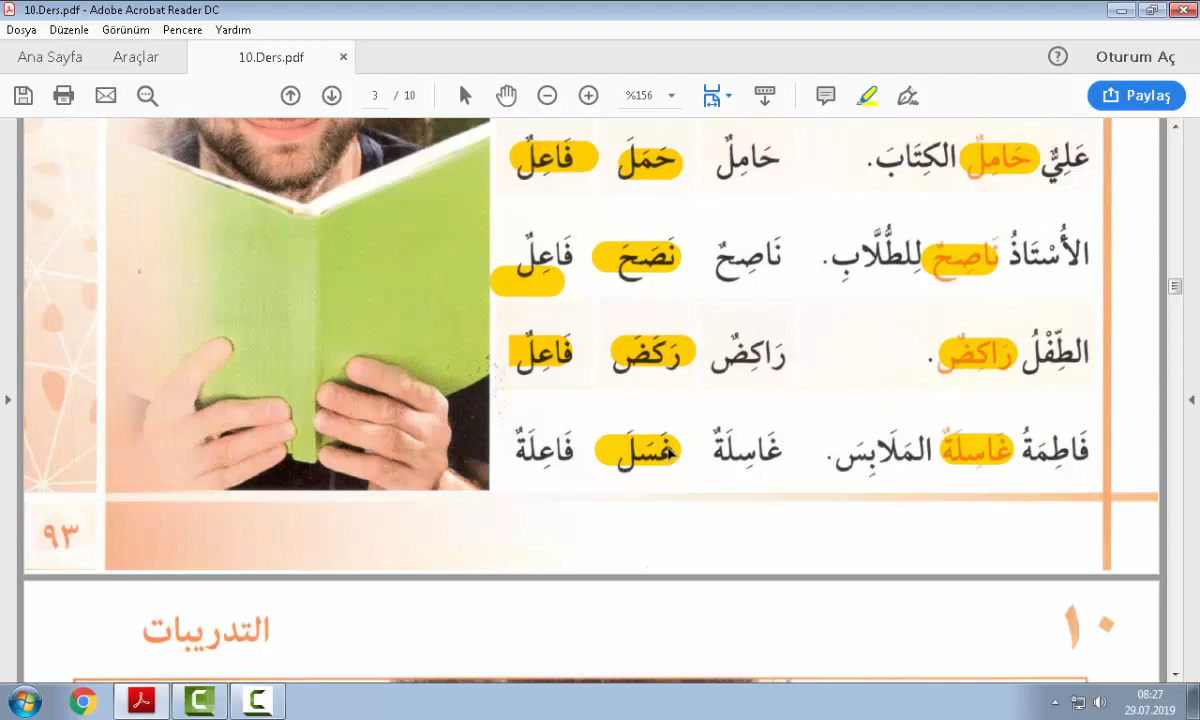 10.Ders.pdf - Adobe Acrobat Reader DC
Dosya Düzenle Görünüm Pencere Yardım
Ana Sayfa Araçlar 10.Ders.pdf × Oturum Aç
3 / 10 %156 Paylaş
عَلِيٌّ حَامِلٌ الكِتَابَ. حَامِلٌ حَمَلَ فَاعِلٌ
الأُسْتَاذُ نَاصِحٌ لِلطُّلَّابِ. نَاصِحٌ نَصَحَ فَاعِلٌ
الطِّفْلُ رَاكِضٌ. رَاكِضٌ رَكَضَ فَاعِلٌ
فَاطِمَةُ غَاسِلَةٌ المَلَابِسَ. غَاسِلَةٌ غَسَلَ فَاعِلَةٌ
٩٣
١٠ التدريبات
08:27
29.07.2019